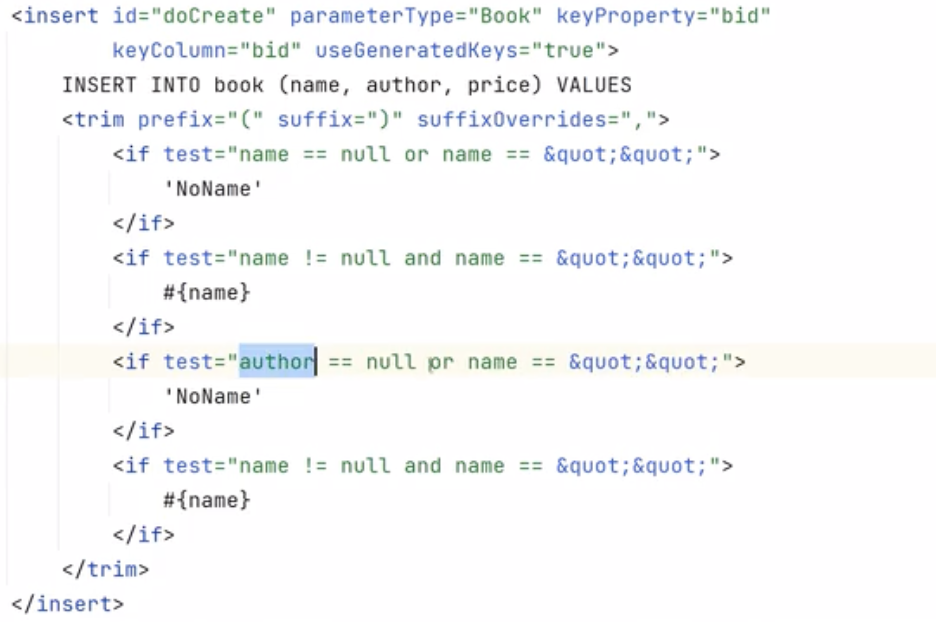 <insert id="doCreate" parameterType="Book" keyProperty="bid"
keyColumn="bid" useGeneratedKeys="true">
INSERT INTO book (name, author, price) VALUES
<trim prefix="(" suffix=")" suffixOverrides=",">
<if test="name == null or name == &quot;&quot;">
'NoName'
</if>
<if test="name != null and name == &quot;&quot;">
#{name}
</if>
<if test="author == null or name == &quot;&quot;">
'NoName'
</if>
<if test="name != null and name == &quot;&quot;">
#{name}
</if>
</trim>
</insert>